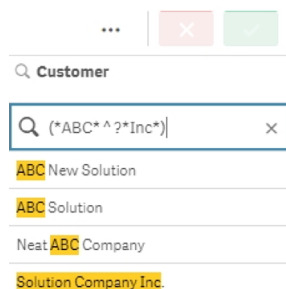 Customer
(*ABC* ^ ?*Inc*)
ABC New Solution
ABC Solution
Neat ABC Company
Solution Company Inc.